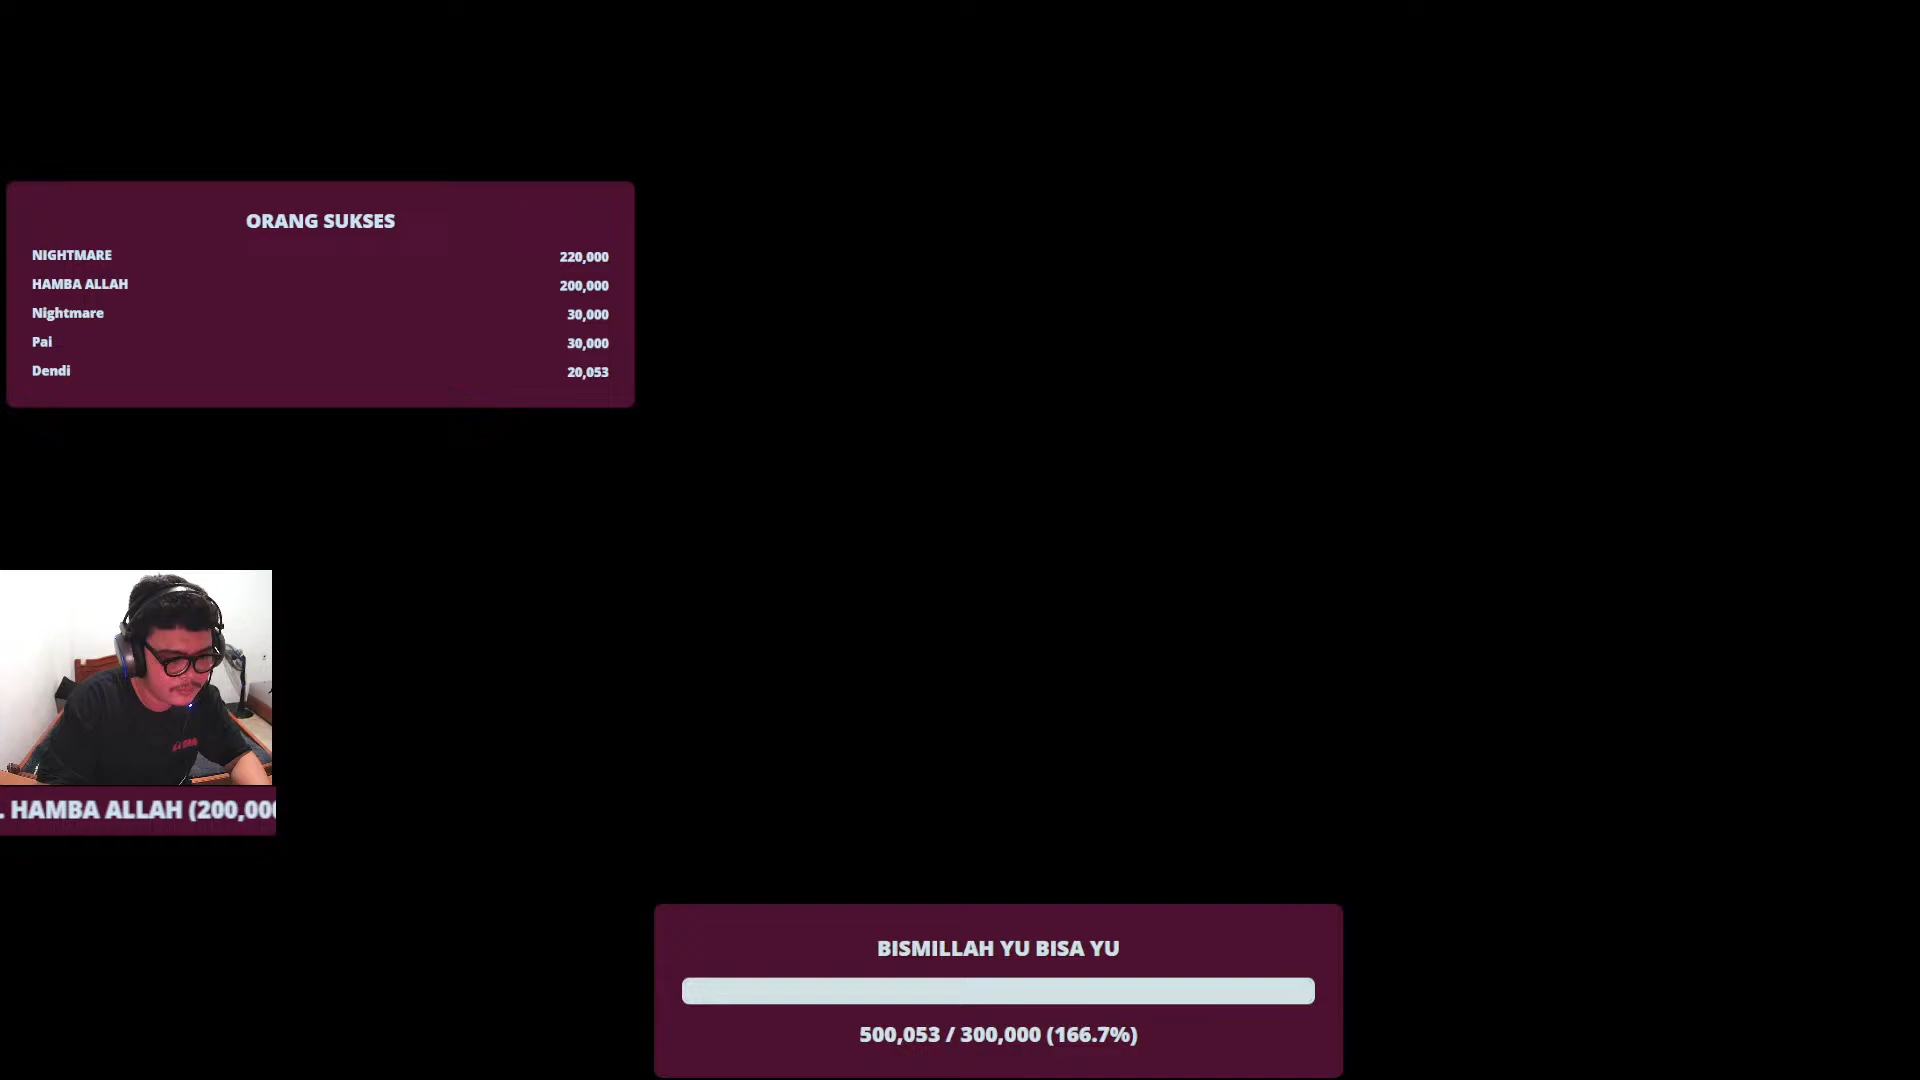 ORANG SUKSES
NIGHTMARE 220,000
HAMBA ALLAH 200,000
Nightmare 30,000
Pai 30,000
Dendi 20,053
. HAMBA ALLAH (200,000
BISMILLAH YU BISA YU
500,053 / 300,000 (166.7%)